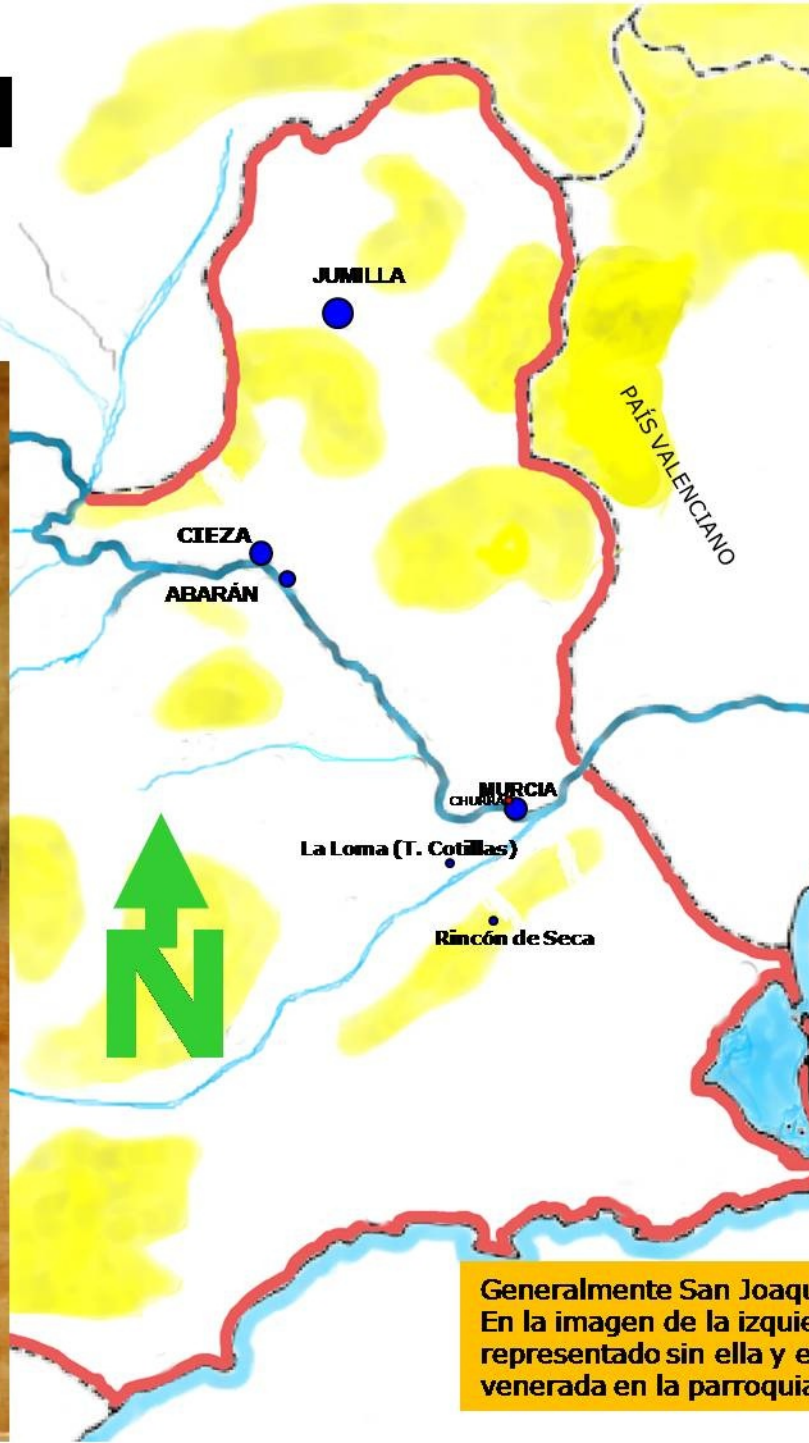 JUMILLA
PAÍS VALENCIANO
CIEZA
ABARÁN
MURCIA
CHURRA
La Loma (T. Cotillas)
N
Rincón de Seca
Generalmente San Joaqu
En la imagen de la izquie
representado sin ella y e
venerada en la parroquia